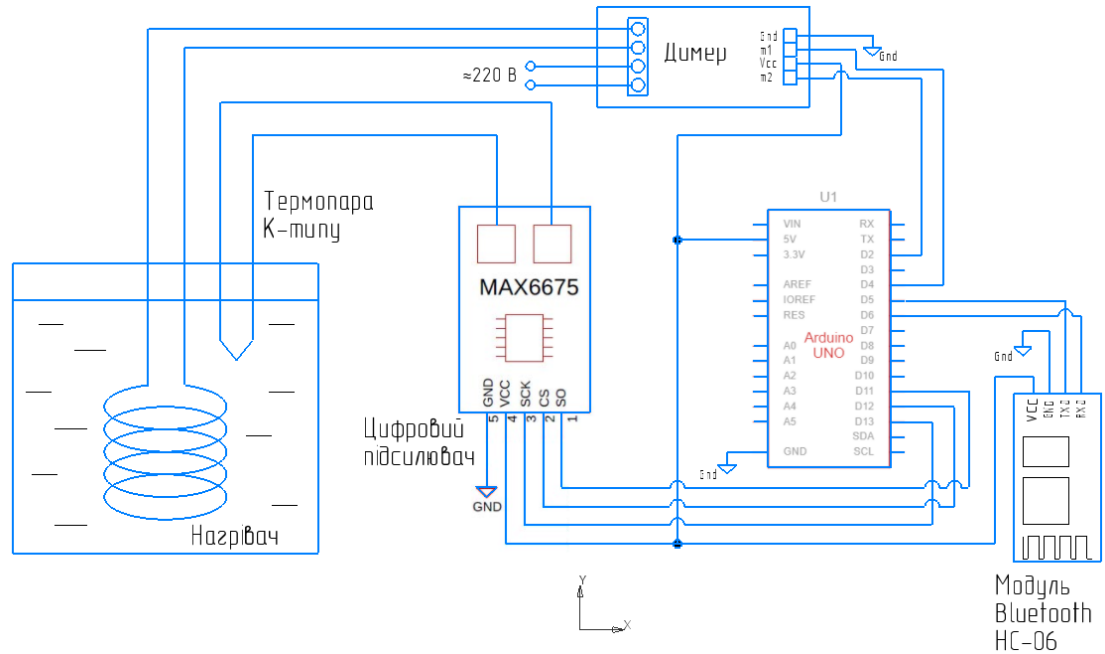 Димер
Gnd
m1
Vcc
m2
Gnd
≈220 В
Термопара
К-типу
MAX6675
GND
VCC
SCK
CS
SO
5
4
3
2
1
GND
Цифровий
підсилювач
Нагрівач
U1
VIN
5V
3.3V
AREF
IOREF
RES
A0
A1
A2
A3
A4
A5
GND
Arduino
UNO
RX
TX
D2
D3
D4
D5
D6
D7
D8
D9
D10
D11
D12
D13
SDA
SCL
Gnd
Gnd
VCC
GND
TXD
RXD
Модуль
Bluetooth
HC-06
Y
X